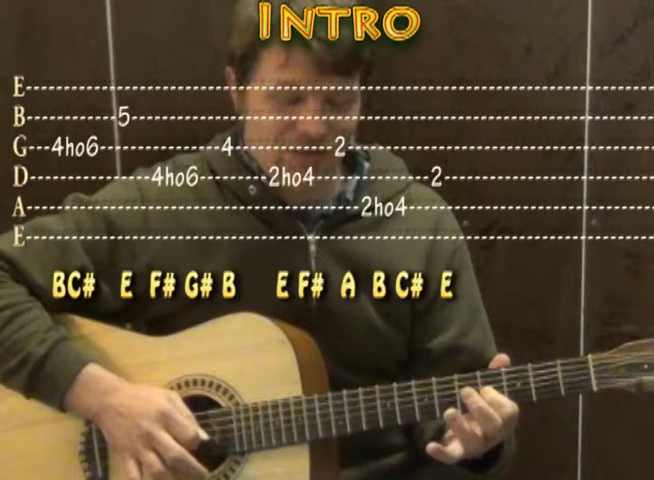 INTRO
E------------------------------------------------------------
B-----------5------------------------------------------------
G---4ho6--------------4------------2-------------------------
D--------------4ho6-------2ho4--------------2----------------
A-------------------------------------2ho4-------------------
E------------------------------------------------------------
BC# E F# G# B E F# A B C# E